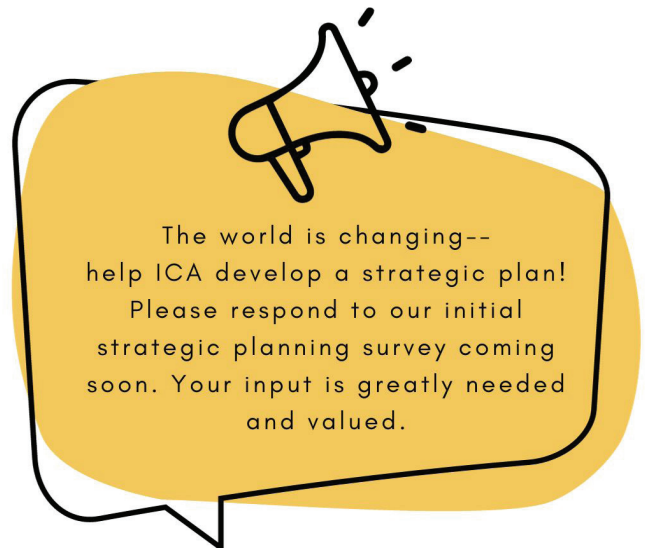 The world is changing--
help ICA develop a strategic plan!
Please respond to our initial
strategic planning survey coming
soon. Your input is greatly needed
and valued.